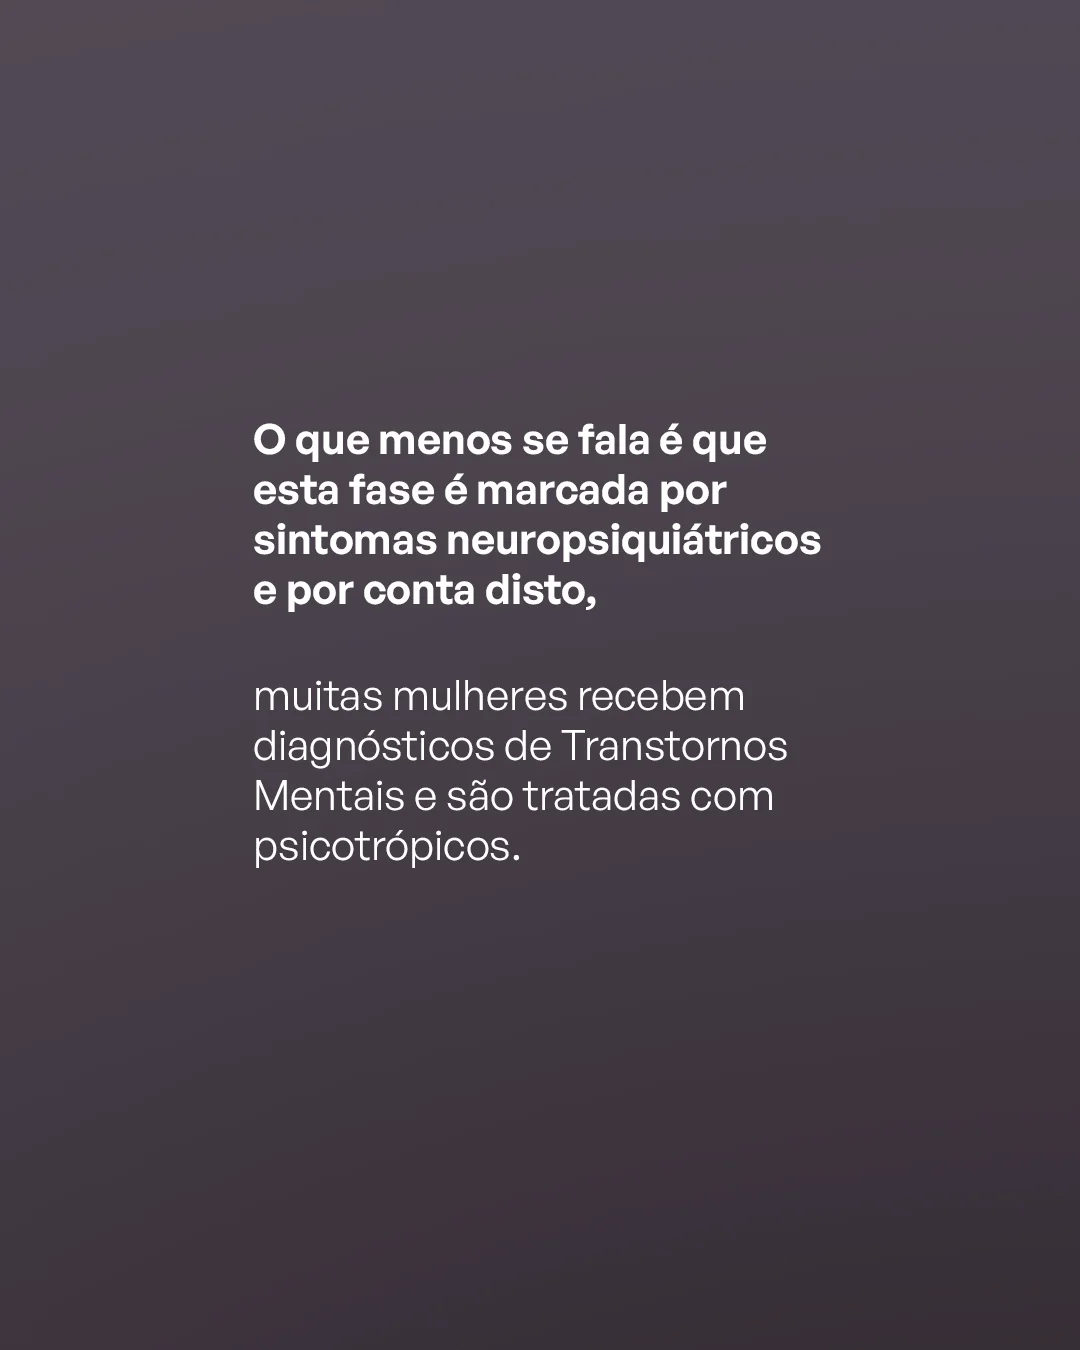 O que menos se fala é que
esta fase é marcada por
sintomas neuropsiquiátricos
e por conta disto,
muitas mulheres recebem
diagnósticos de Transtornos
Mentais e são tratadas com
psicotrópicos.